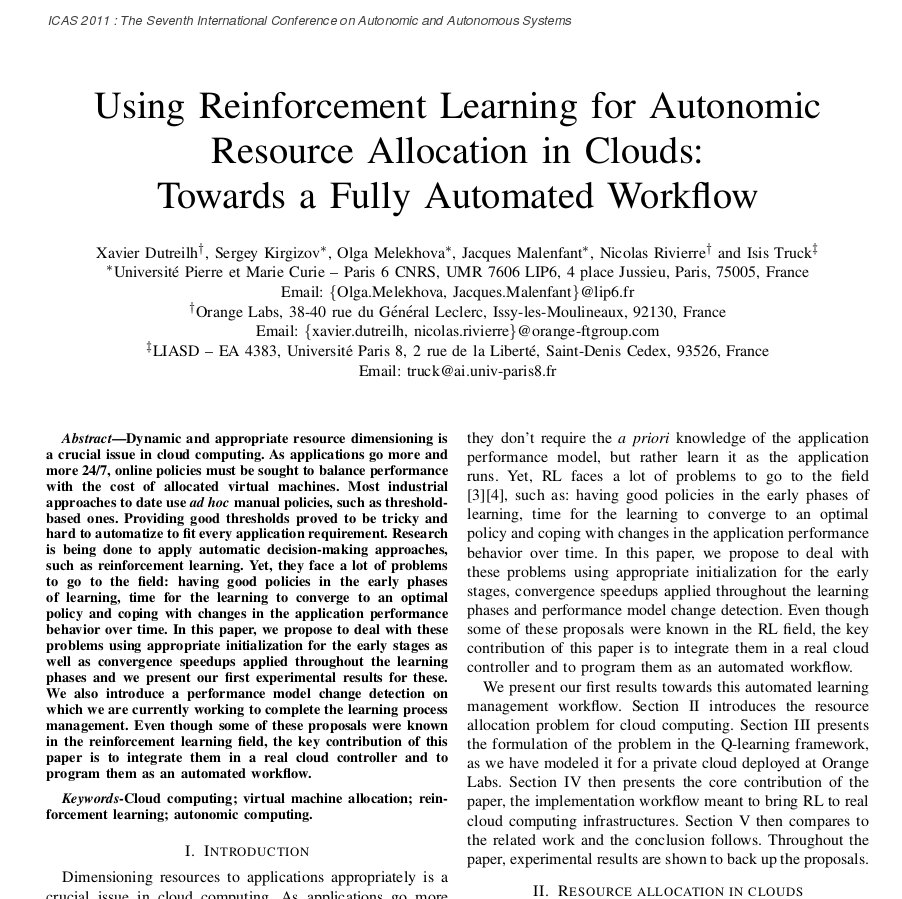 ICAS 2011 : The Seventh International Conference on Autonomic and Autonomous Systems
Using Reinforcement Learning for Autonomic
Resource Allocation in Clouds:
Towards a Fully Automated Workflow
Xavier Dutreilh†, Sergey Kirgizov*, Olga Melekhova*, Jacques Malenfant*, Nicolas Rivierre† and Isis Truck‡
*Université Pierre et Marie Curie – Paris 6 CNRS, UMR 7606 LIP6, 4 place Jussieu, Paris, 75005, France
Email: {Olga.Melekhova, Jacques.Malenfant}@lip6.fr
†Orange Labs, 38-40 rue du Général Leclerc, Issy-les-Moulineaux, 92130, France
Email: {xavier.dutreilh, nicolas.rivierre}@orange-ftgroup.com
‡LIASD – EA 4383, Université Paris 8, 2 rue de la Liberté, Saint-Denis Cedex, 93526, France
Email: truck@ai.univ-paris8.fr
Abstract—Dynamic and appropriate resource dimensioning is
a crucial issue in cloud computing. As applications go more and
more 24/7, online policies must be sought to balance performance
with the cost of allocated virtual machines. Most industrial
approaches to date use ad hoc manual policies, such as threshold-
based ones. Providing good thresholds proved to be tricky and
hard to automatize to fit every application requirement. Research
is being done to apply automatic decision-making approaches,
such as reinforcement learning. Yet, they face a lot of problems
to go to the field: having good policies in the early phases
of learning, time for the learning to converge to an optimal
policy and coping with changes in the application performance
behavior over time. In this paper, we propose to deal with these
problems using appropriate initialization for the early stages as
well as convergence speedups applied throughout the learning
phases and we present our first experimental results for these.
We also introduce a performance model change detection on
which we are currently working to complete the learning process
management. Even though some of these proposals were known
in the reinforcement learning field, the key contribution of this
paper is to integrate them in a real cloud controller and to
program them as an automated workflow.
Keywords-Cloud computing; virtual machine allocation; rein-
forcement learning; autonomic computing.
I. INTRODUCTION
Dimensioning resources to applications appropriately is a
crucial issue in cloud computing. As applications go more
they don't require the a priori knowledge of the application
performance model, but rather learn it as the application
runs. Yet, RL faces a lot of problems to go to the field
[3][4], such as: having good policies in the early phases of
learning, time for the learning to converge to an optimal
policy and coping with changes in the application performance
behavior over time. In this paper, we propose to deal with
these problems using appropriate initialization for the early
stages, convergence speedups applied throughout the learning
phases and performance model change detection. Even though
some of these proposals were known in the RL field, the key
contribution of this paper is to integrate them in a real cloud
controller and to program them as an automated workflow.
We present our first results towards this automated learning
management workflow. Section II introduces the resource
allocation problem for cloud computing. Section III presents
the formulation of the problem in the Q-learning framework,
as we have modeled it for a private cloud deployed at Orange
Labs. Section IV then presents the core contribution of the
paper, the implementation workflow meant to bring RL to real
cloud computing infrastructures. Section V then compares to
the related work and the conclusion follows. Throughout the
paper, experimental results are shown to back up the proposals.
II. RESOURCE ALLOCATION IN CLOUDS